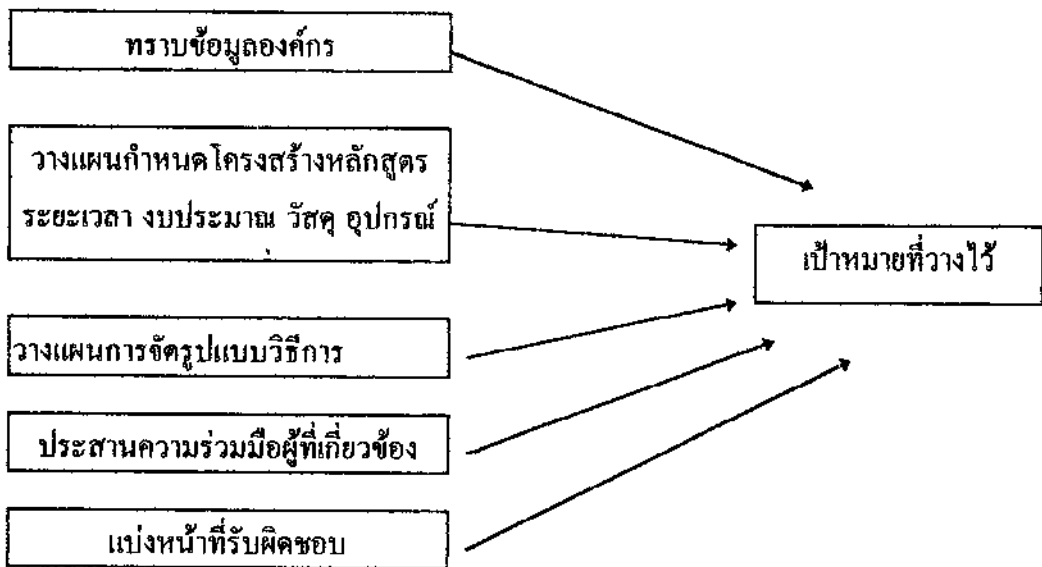 ทราบข้อมูลองค์กร
วางแผนกำหนดโครงสร้างหลักสูตร
ระยะเวลา งบประมาณ วัสดุ อุปกรณ์
เป้าหมายที่วางไว้
วางแผนการจัดรูปแบบวิธีการ
ประสานความร่วมมือผู้ที่เกี่ยวข้อง
แบ่งหน้าที่รับผิดชอบ